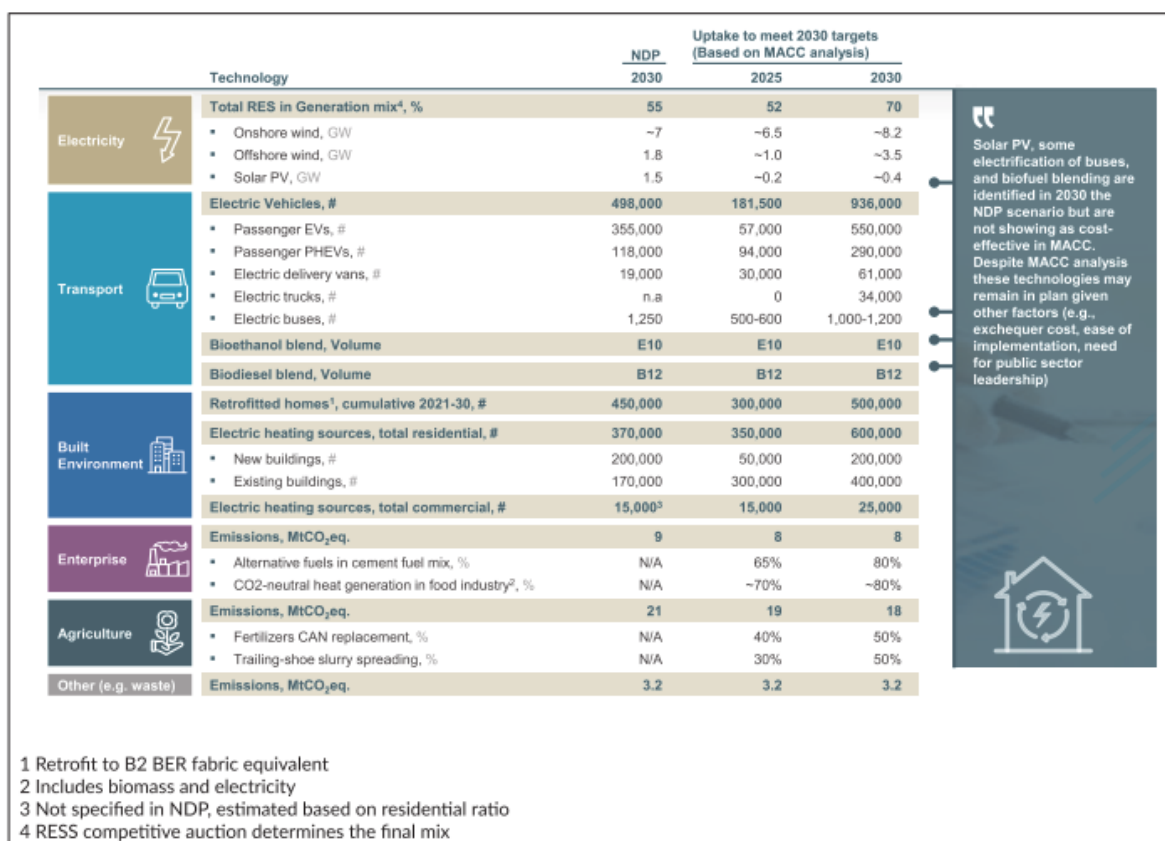 Uptake to meet 2030 targets
NDP (Based on MACC analysis)
Technology 2030 2025 2030
Electricity
Total RES in Generation mix⁴, % 55 52 70
▪ Onshore wind, GW ~7 ~6.5 ~8.2
▪ Offshore wind, GW 1.8 ~1.0 ~3.5
▪ Solar PV, GW 1.5 ~0.2 ~0.4
Transport
Electric Vehicles, # 498,000 181,500 936,000
▪ Passenger EVs, # 355,000 57,000 550,000
▪ Passenger PHEVs, # 118,000 94,000 290,000
▪ Electric delivery vans, # 19,000 30,000 61,000
▪ Electric trucks, # n.a 0 34,000
▪ Electric buses, # 1,250 500-600 1,000-1,200
Bioethanol blend, Volume E10 E10 E10
Biodiesel blend, Volume B12 B12 B12
Built
Environment
Retrofitted homes¹, cumulative 2021-30, # 450,000 300,000 500,000
Electric heating sources, total residential, # 370,000 350,000 600,000
▪ New buildings, # 200,000 50,000 200,000
▪ Existing buildings, # 170,000 300,000 400,000
Electric heating sources, total commercial, # 15,000³ 15,000 25,000
Enterprise
Emissions, MtCO₂eq. 9 8 8
▪ Alternative fuels in cement fuel mix, % N/A 65% 80%
▪ CO2-neutral heat generation in food industry², % N/A ~70% ~80%
Agriculture
Emissions, MtCO₂eq. 21 19 18
▪ Fertilizers CAN replacement, % N/A 40% 50%
▪ Trailing-shoe slurry spreading, % N/A 30% 50%
Other (e.g. waste)
Emissions, MtCO₂eq. 3.2 3.2 3.2
Solar PV, some
electrification of buses,
and biofuel blending are
identified in 2030 the
NDP scenario but are
not showing as cost-
effective in MACC.
Despite MACC analysis
these technologies may
remain in plan given
other factors (e.g.,
exchequer cost, ease of
implementation, need
for public sector
leadership)
1 Retrofit to B2 BER fabric equivalent
2 Includes biomass and electricity
3 Not specified in NDP, estimated based on residential ratio
4 RESS competitive auction determines the final mix